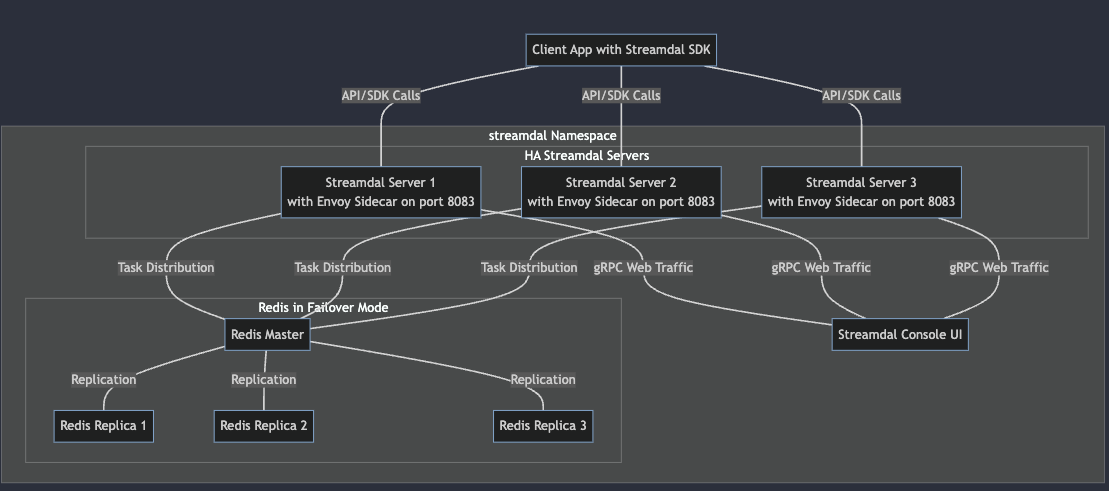 Client App with Streamdal SDK
API/SDK Calls
API/SDK Calls
API/SDK Calls
streamdal Namespace
HA Streamdal Servers
Streamdal Server 1
with Envoy Sidecar on port 8083
Streamdal Server 2
with Envoy Sidecar on port 8083
Streamdal Server 3
with Envoy Sidecar on port 8083
Task Distribution
Task Distribution
Task Distribution
gRPC Web Traffic
gRPC Web Traffic
gRPC Web Traffic
Redis in Failover Mode
Redis Master
Streamdal Console UI
Replication
Replication
Replication
Redis Replica 1
Redis Replica 2
Redis Replica 3